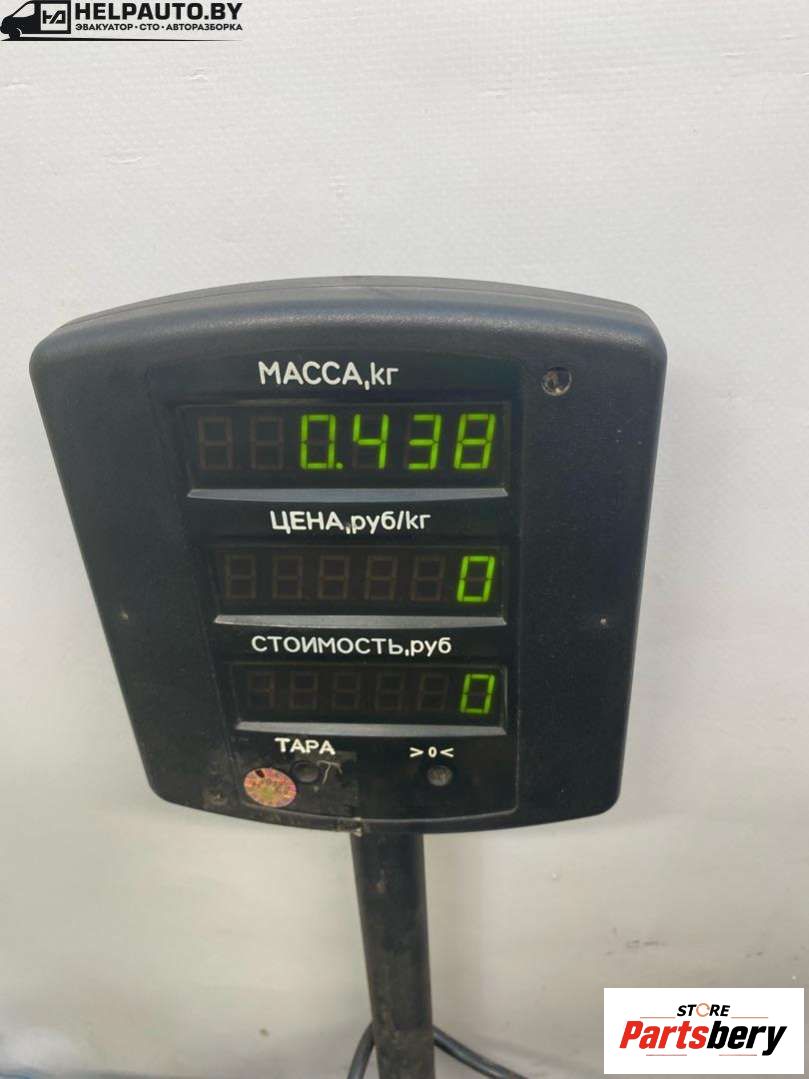 HELPAUTO.BY
ЭВАКУАТОР • СТО • АВТОРАЗБОРКА
МАССА,кг
0.438
ЦЕНА,руб/кг
0
СТОИМОСТЬ,руб
0
ТАРА >0<
STORE
Partsbery